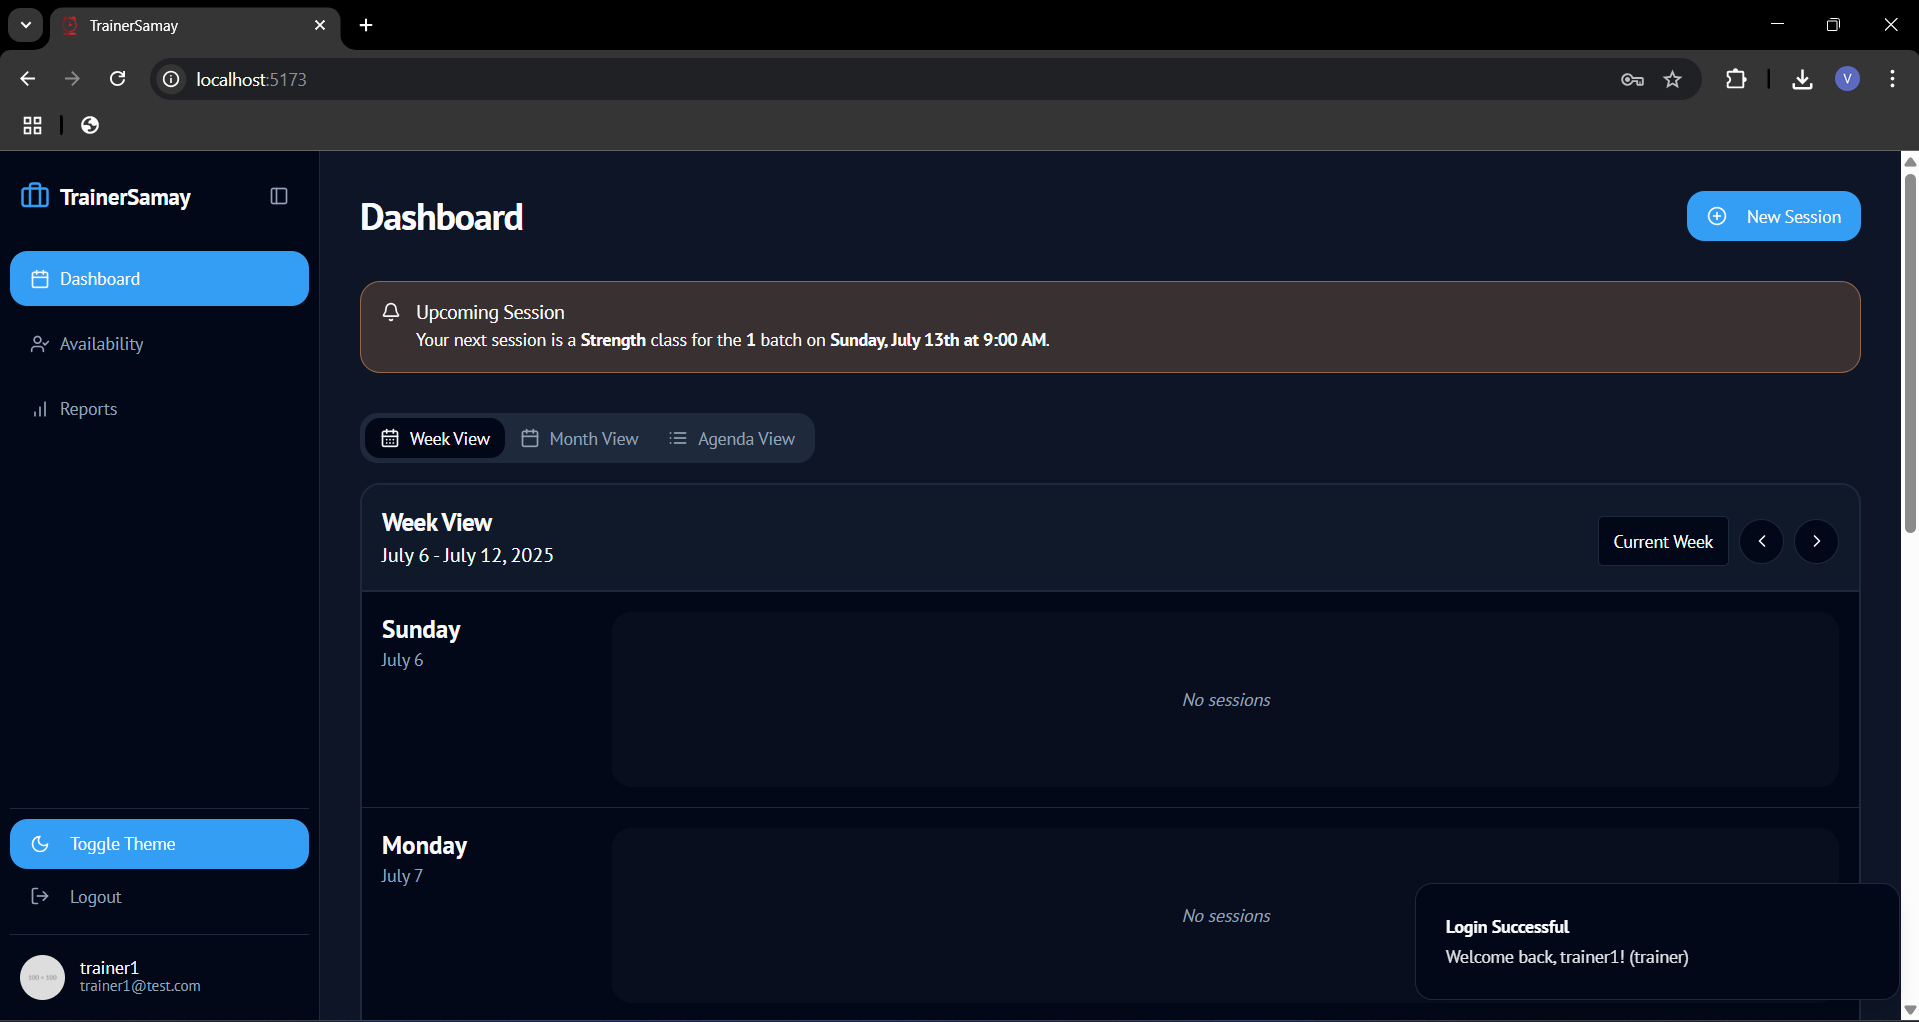 TrainerSamay
localhost:5173
V
TrainerSamay
Dashboard
Availability
Reports
Toggle Theme
Logout
100 × 100
trainer1
trainer1@test.com
Dashboard
New Session
Upcoming Session
Your next session is a Strength class for the 1 batch on Sunday, July 13th at 9:00 AM.
Week View
Month View
Agenda View
Week View
July 6 - July 12, 2025
Current Week
Sunday
July 6
No sessions
Monday
July 7
No sessions
Login Successful
Welcome back, trainer1! (trainer)